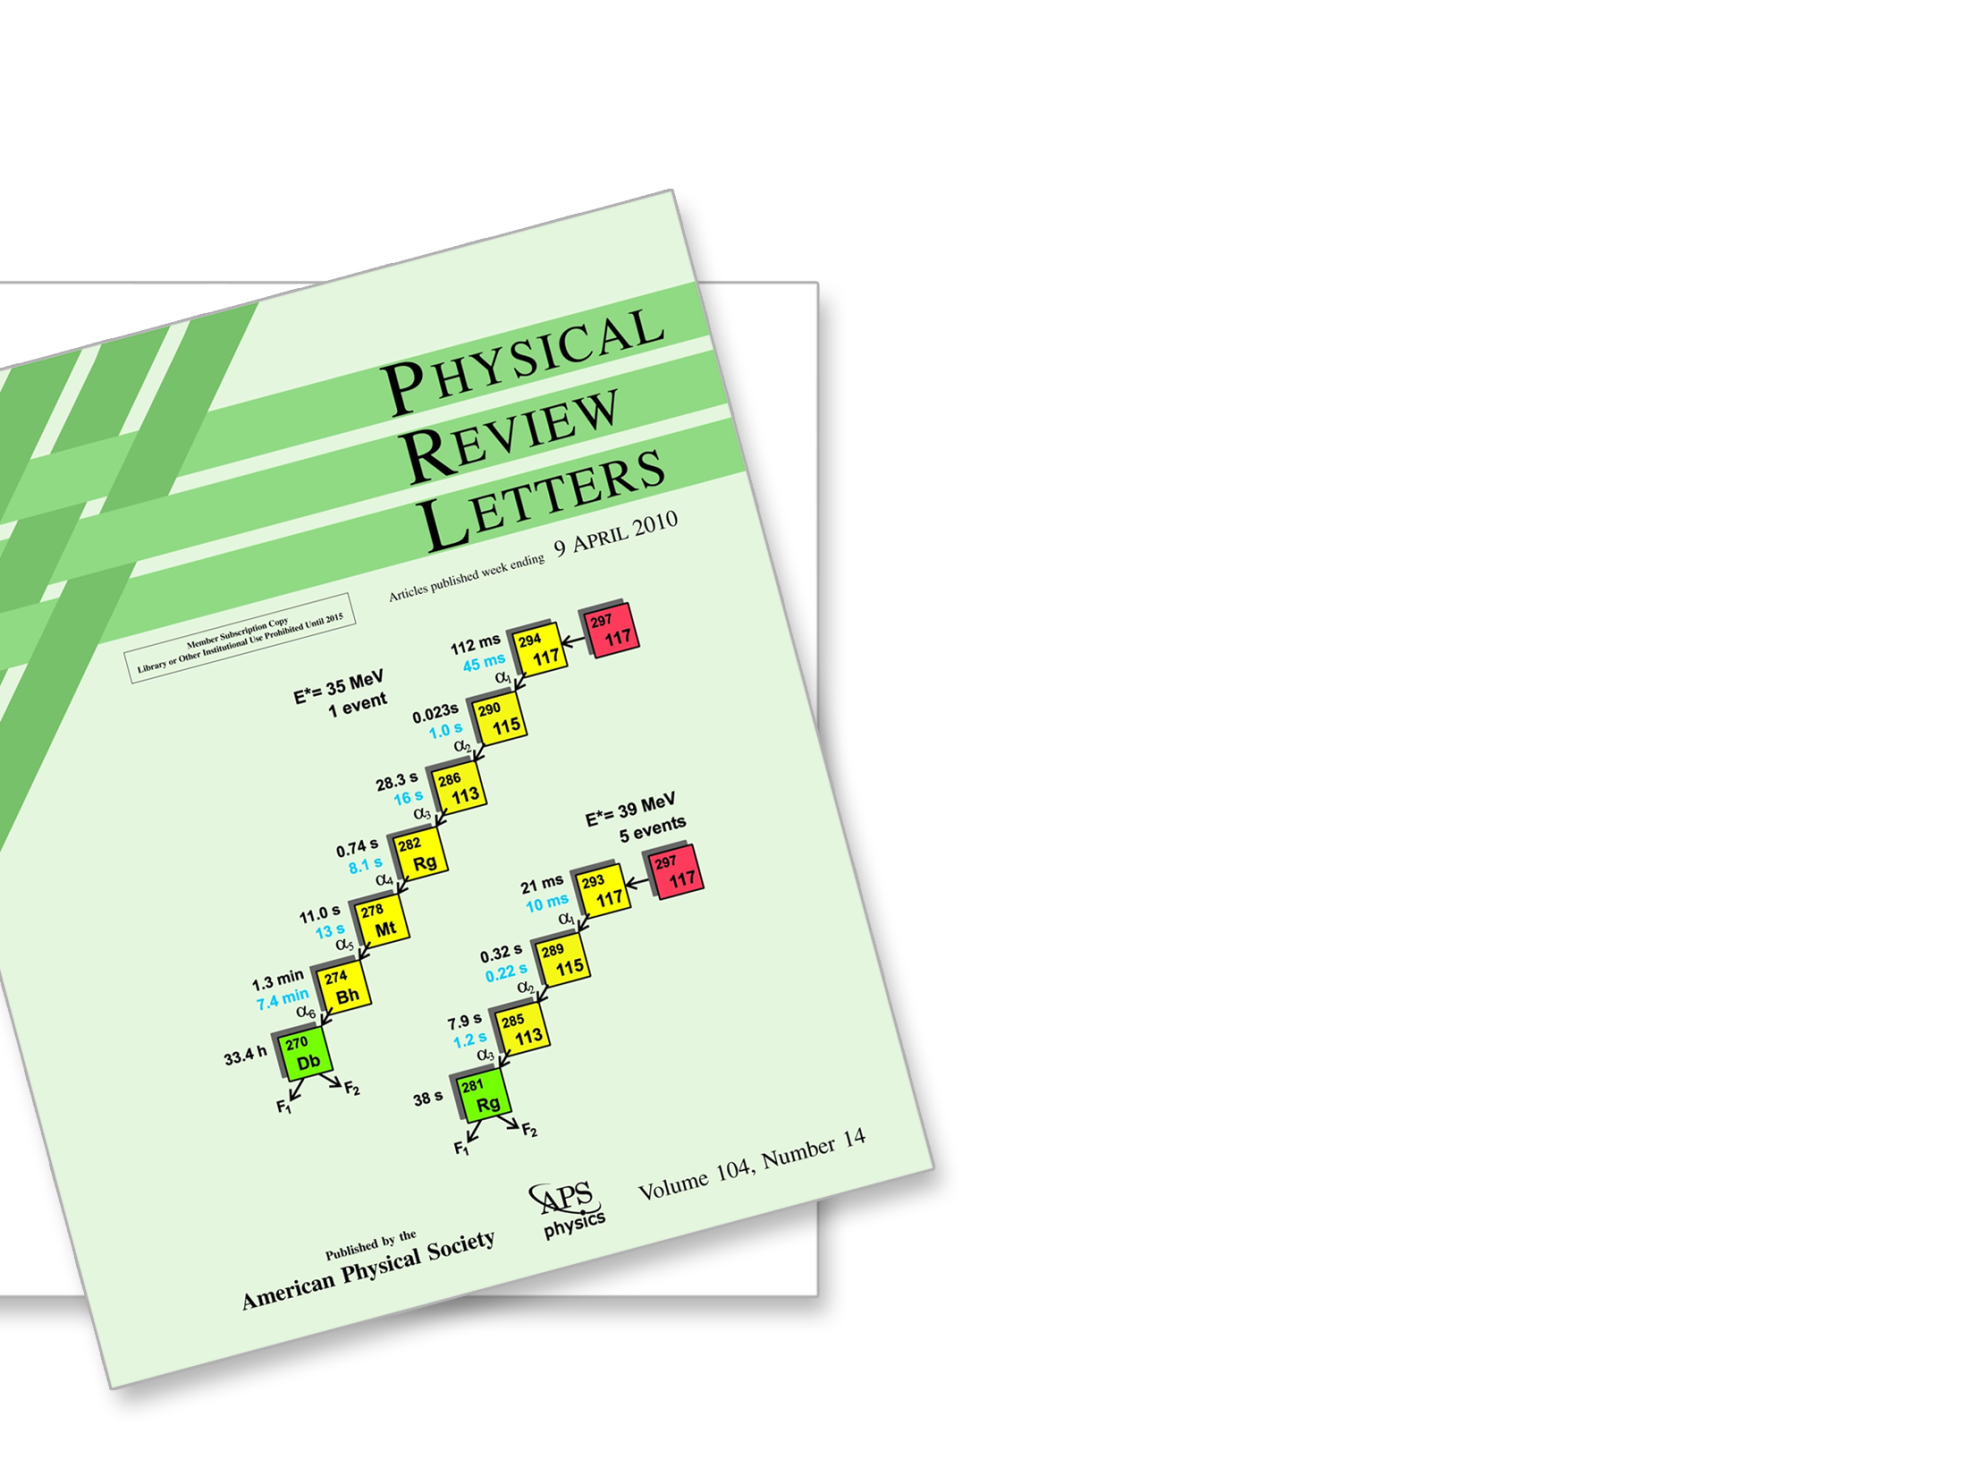 PHYSICAL
REVIEW
LETTERS
Articles published week ending 9 APRIL 2010
Member Subscription Copy
Library or Other Institutional Use Prohibited Until 2015
E*= 35 MeV
1 event
297
117
112 ms
45 ms
294
117
α1
0.023s
1.0 s
290
115
α2
28.3 s
16 s
286
113
α3
0.74 s
8.1 s
282
Rg
α4
11.0 s
13 s
278
Mt
α5
1.3 min
7.4 min
274
Bh
α6
33.4 h
270
Db
F1
F2
E*= 39 MeV
5 events
297
117
21 ms
10 ms
293
117
α1
0.32 s
0.22 s
289
115
α2
7.9 s
1.2 s
285
113
α3
38 s
281
Rg
F1
F2
Published by the
American Physical Society
APS
physics
Volume 104, Number 14